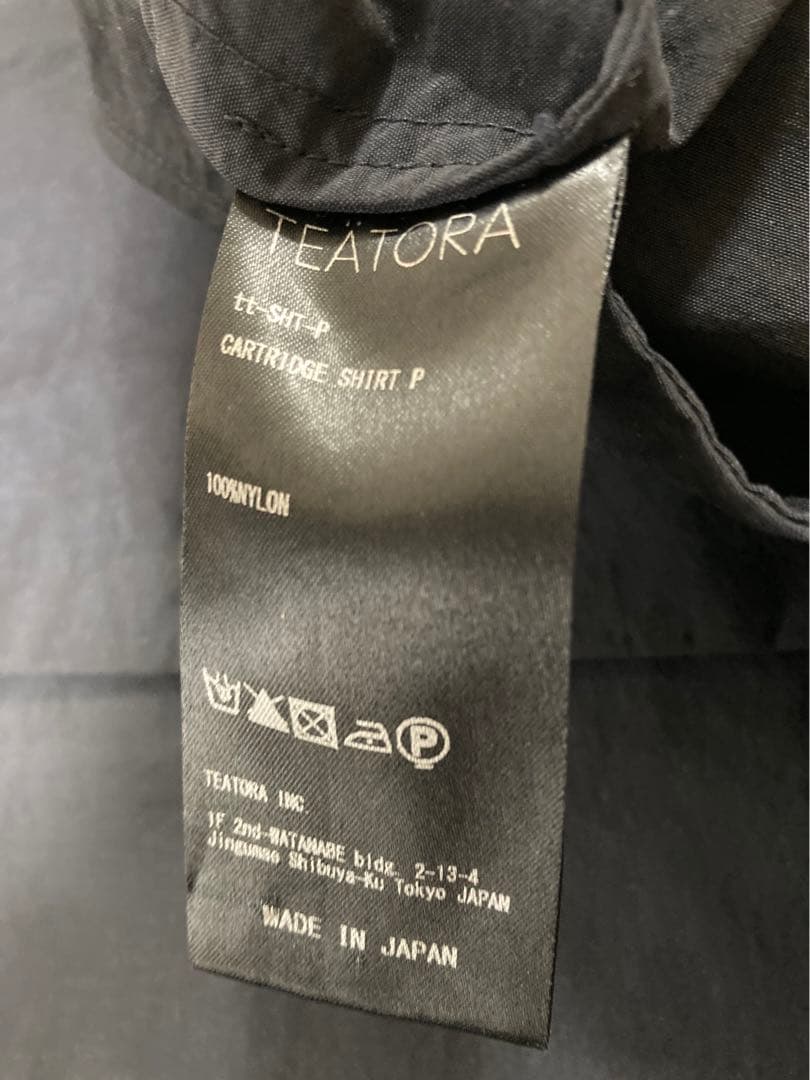 TEÄTORA
tt-SHT-P
CARTRIDGE SHIRT P
100%NYLON
P
TEATORA INC
1F 2nd-WATANABE bldg. 2-13-4
Jingumae Shibuya-Ku Tokyo JAPAN
MADE IN JAPAN